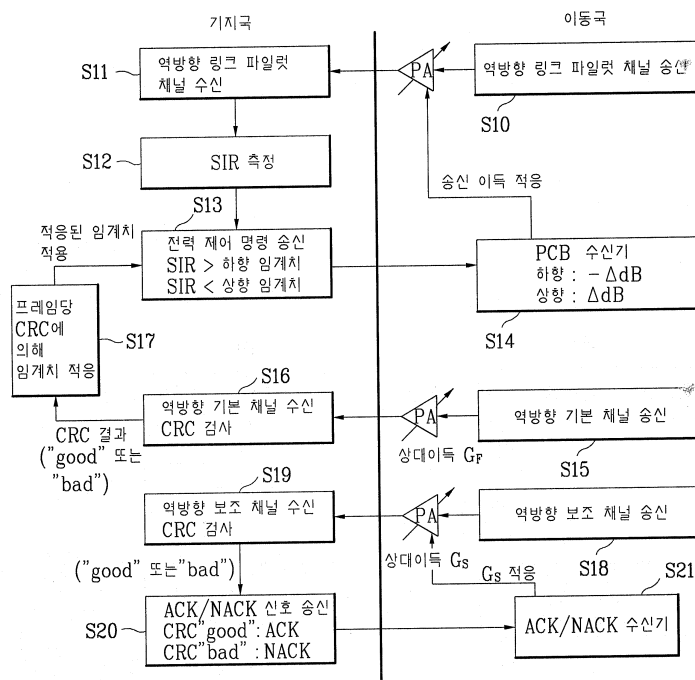 기지국
이동국
S11
역방향 링크 파일럿
채널 수신
PA
역방향 링크 파일럿 채널 송신
S10
S12
SIR 측정
송신 이득 적응
S13
적응된 임계치
적용
전력 제어 명령 송신
SIR > 하향 임계치
SIR < 상향 임계치
PCB 수신기
하향 : - ΔdB
상향 : ΔdB
S14
프레임당
CRC에
의해
임계치 적응
S17
S16
역방향 기본 채널 수신
CRC 검사
PA
역방향 기본 채널 송신
CRC 결과
("good" 또는
"bad")
상대이득 GF
S15
S19
역방향 보조 채널 수신
CRC 검사
PA
역방향 보조 채널 송신
("good" 또는"bad")
상대이득 GS
S18
GS 적응
S21
S20
ACK/NACK 신호 송신
CRC"good":ACK
CRC"bad" :NACK
ACK/NACK 수신기